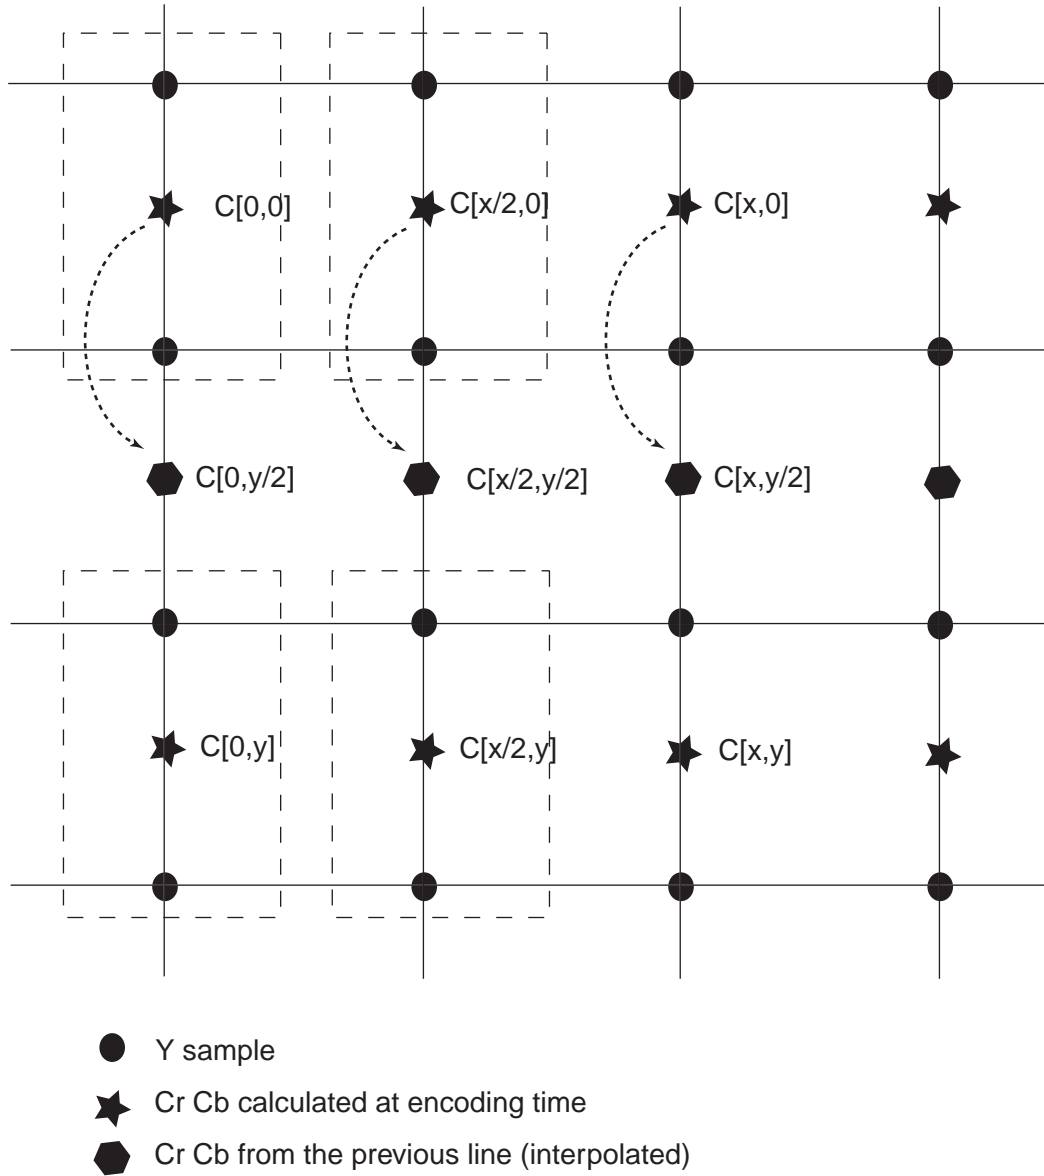 C[0,0] C[x/2,0] C[x,0]
C[0,y/2] C[x/2,y/2] C[x,y/2]
C[0,y] C[x/2,y] C[x,y]
Y sample
Cr Cb calculated at encoding time
Cr Cb from the previous line (interpolated)